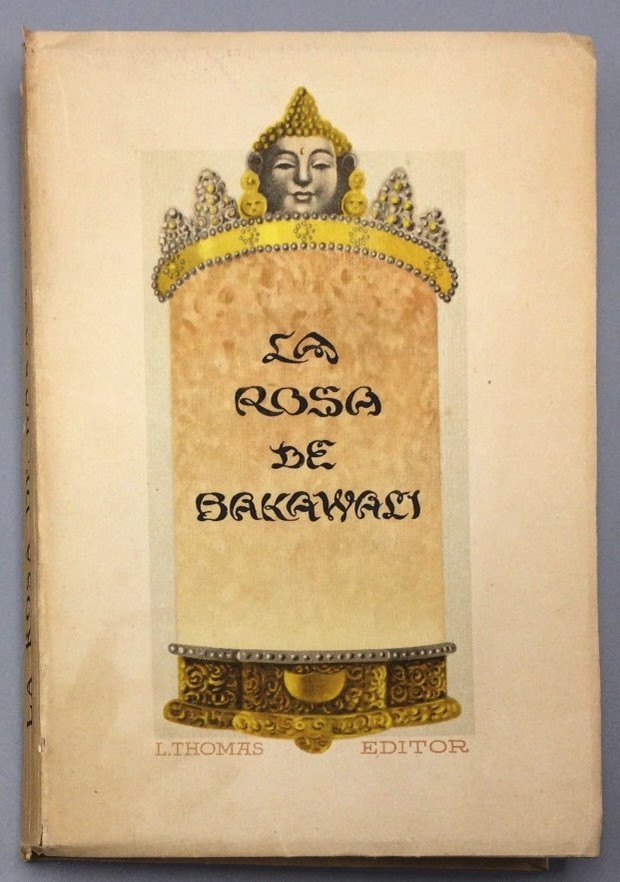 LA
ROSA
DE
BAKAWALI
L.THOMAS EDITOR
LA ROSA DE